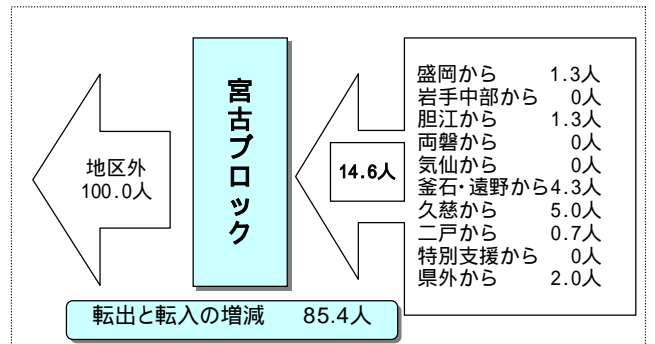 地区外
100.0人
宮古ブロック
14.6人
盛岡から 1.3人
岩手中部から 0人
胆江から 1.3人
両磐から 0人
気仙から 0人
釜石・遠野から4.3人
久慈から 5.0人
二戸から 0.7人
特別支援から 0人
県外から 2.0人
転出と転入の増減 85.4人